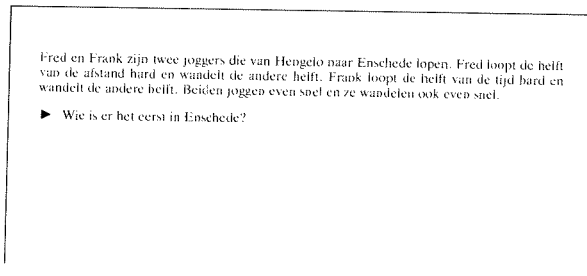 Fred en Frank zijn twee joggers die van Hengelo naar Enschede lopen. Fred loopt de helft
van de afstand hard en wandelt de andere helft. Frank loopt de helft van de tijd hard en
wandelt de andere helft. Beiden joggen even snel en ze wandelen ook even snel.
► Wie is er het eerst in Enschede?